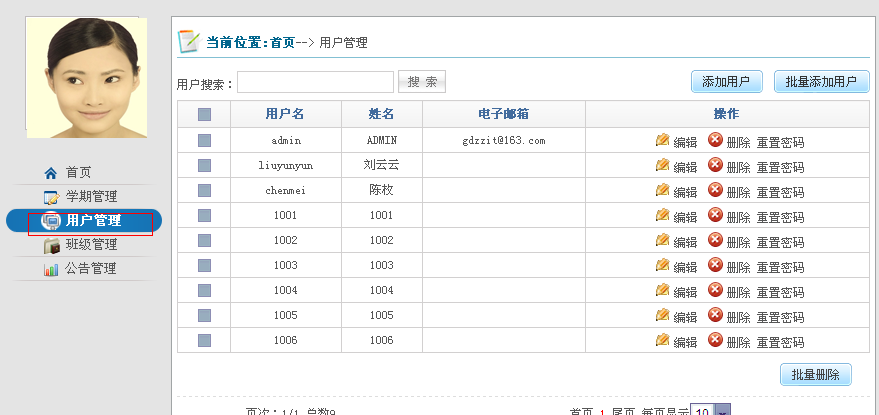 当前位置:首页--> 用户管理
用户搜索：
搜 索
添加用户
批量添加用户
用户名 姓名 电子邮箱 操作
admin ADMIN gdzzit@163.com 编辑 删除 重置密码
liuyunyun 刘云云 编辑 删除 重置密码
chenmei 陈枚 编辑 删除 重置密码
1001 1001 编辑 删除 重置密码
1002 1002 编辑 删除 重置密码
1003 1003 编辑 删除 重置密码
1004 1004 编辑 删除 重置密码
1005 1005 编辑 删除 重置密码
1006 1006 编辑 删除 重置密码
批量删除
页次：1/1 总数9 首页 1 尾页 每页显示 10
首页
学期管理
用户管理
班级管理
公告管理